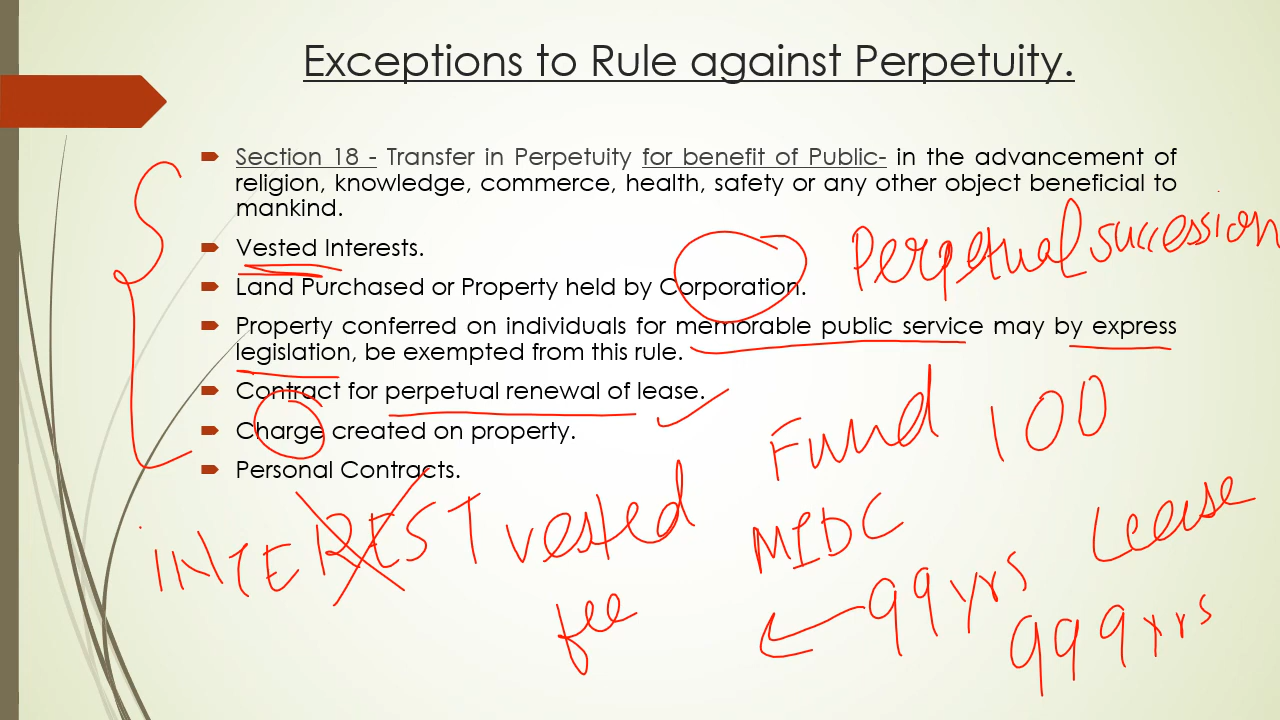 Exceptions to Rule against Perpetuity.
Section 18 - Transfer in Perpetuity for benefit of Public- in the advancement of
religion, knowledge, commerce, health, safety or any other object beneficial to
mankind.
Vested Interests.
Perpetual succession
Land Purchased or Property held by Corporation.
Property conferred on individuals for memorable public service may by express
legislation, be exempted from this rule.
Contract for perpetual renewal of lease.
Charge created on property.
Personal Contracts.
Fund 100
INTEREST vested
fee
MIDC
Lease
99 yrs
999 yrs